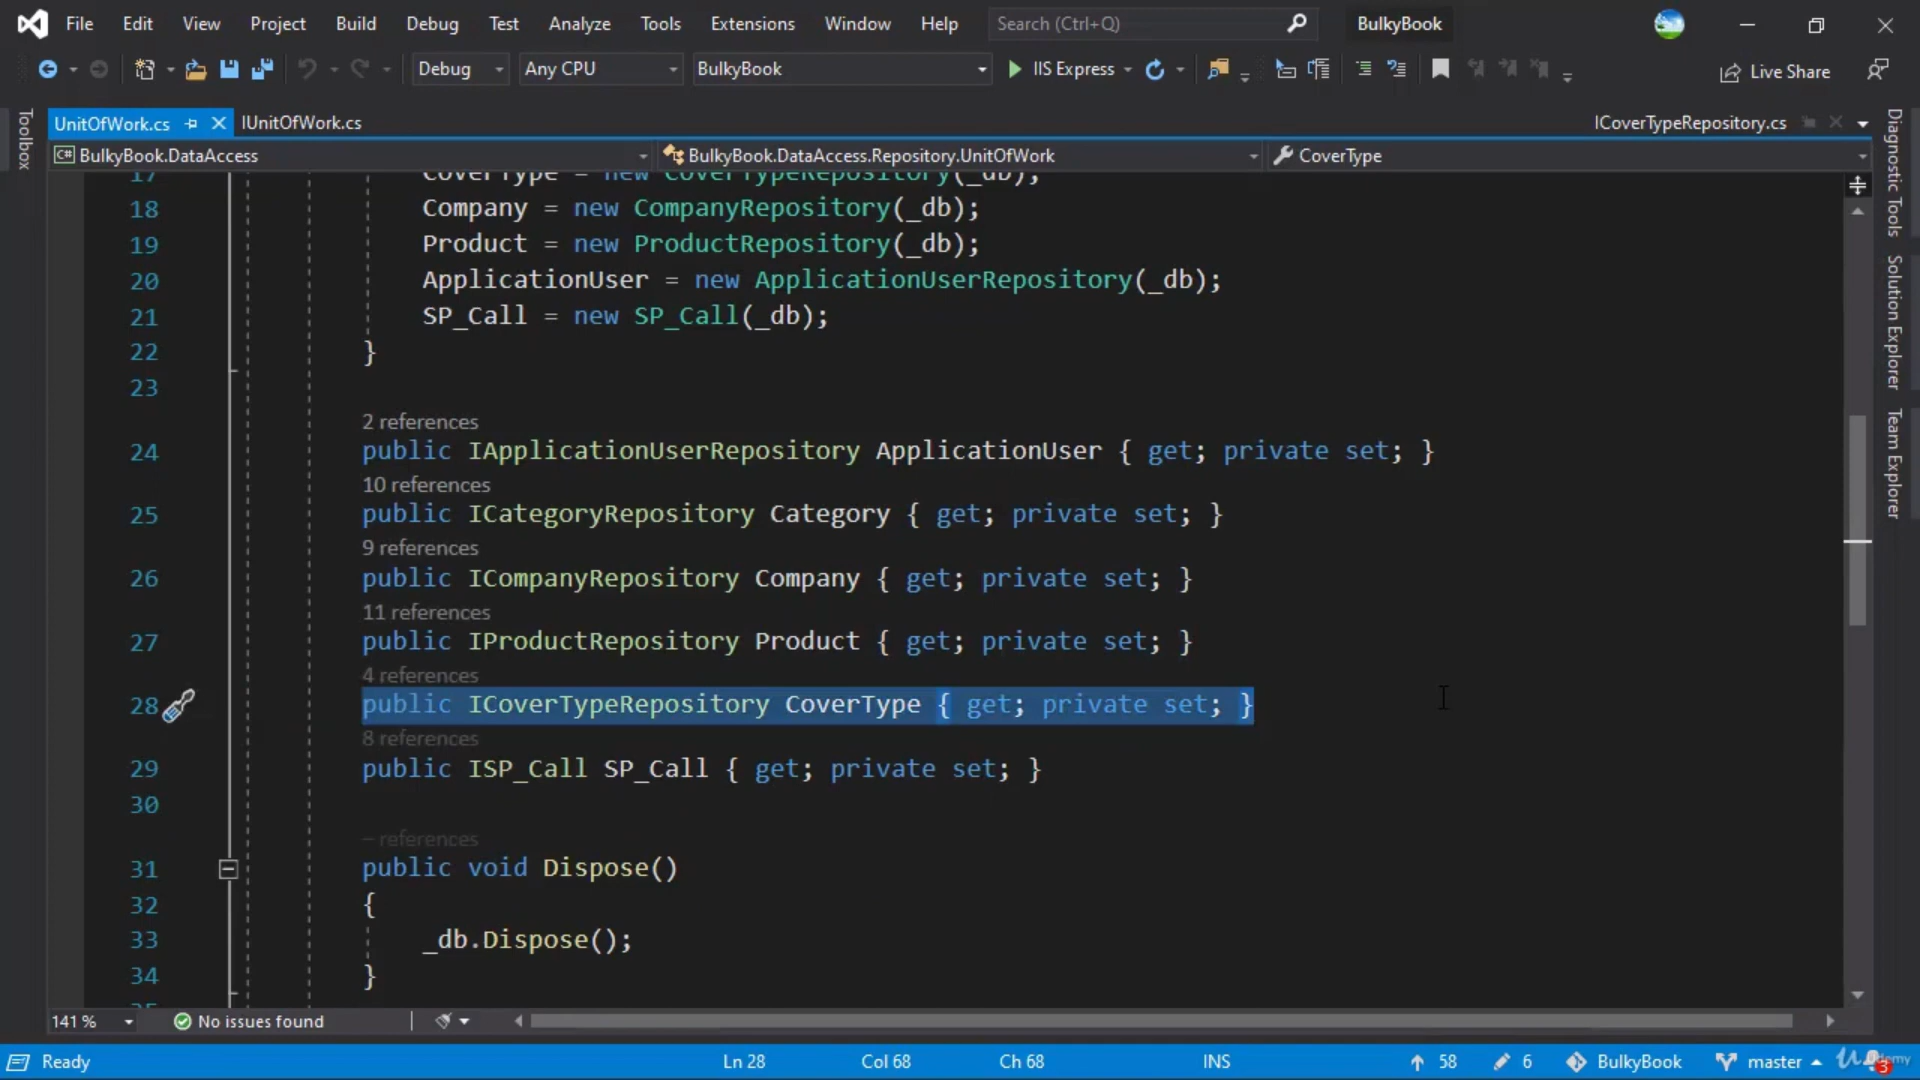 File Edit View Project Build Debug Test Analyze Tools Extensions Window Help Search (Ctrl+Q) BulkyBook
Debug Any CPU BulkyBook IIS Express Live Share
Toolbox
UnitOfWork.cs IUnitOfWork.cs ICoverTypeRepository.cs
C# BulkyBook.DataAccess BulkyBook.DataAccess.Repository.UnitOfWork CoverType
17 CoverType = new CoverTypeRepository(_db);
18 Company = new CompanyRepository(_db);
19 Product = new ProductRepository(_db);
20 ApplicationUser = new ApplicationUserRepository(_db);
21 SP_Call = new SP_Call(_db);
22 }
23
2 references
24 public IApplicationUserRepository ApplicationUser { get; private set; }
10 references
25 public ICategoryRepository Category { get; private set; }
9 references
26 public ICompanyRepository Company { get; private set; }
11 references
27 public IProductRepository Product { get; private set; }
4 references
28 public ICoverTypeRepository CoverType { get; private set; }
8 references
29 public ISP_Call SP_Call { get; private set; }
30
– references
31 public void Dispose()
32 {
33 _db.Dispose();
34 }
Diagnostic Tools
Solution Explorer
Team Explorer
141 % No issues found
Ready Ln 28 Col 68 Ch 68 INS 58 6 BulkyBook master 3